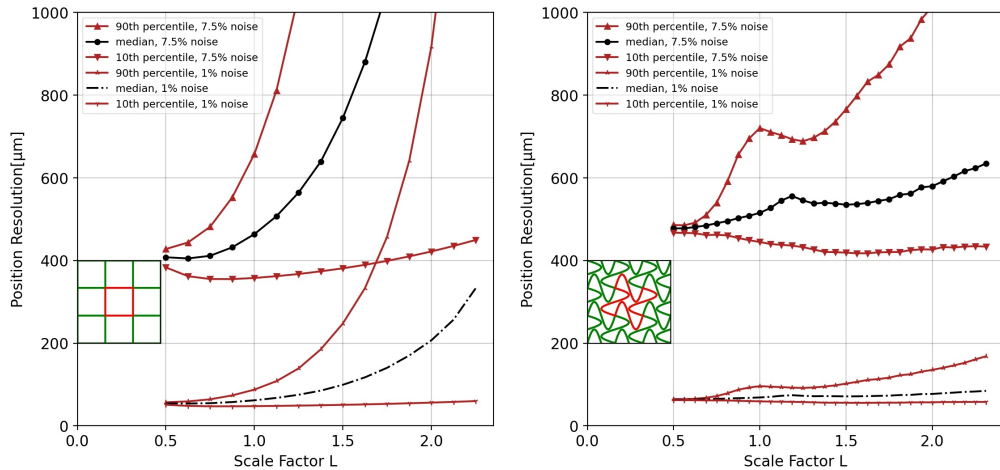 90th percentile, 7.5% noise
median, 7.5% noise
10th percentile, 7.5% noise
90th percentile, 1% noise
median, 1% noise
10th percentile, 1% noise
Position Resolution[µm]
1000
800
600
400
200
0
0.0
0.5
1.0
1.5
2.0
Scale Factor L
90th percentile, 7.5% noise
median, 7.5% noise
10th percentile, 7.5% noise
90th percentile, 1% noise
median, 1% noise
10th percentile, 1% noise
Position Resolution[µm]
1000
800
600
400
200
0
0.0
0.5
1.0
1.5
2.0
Scale Factor L